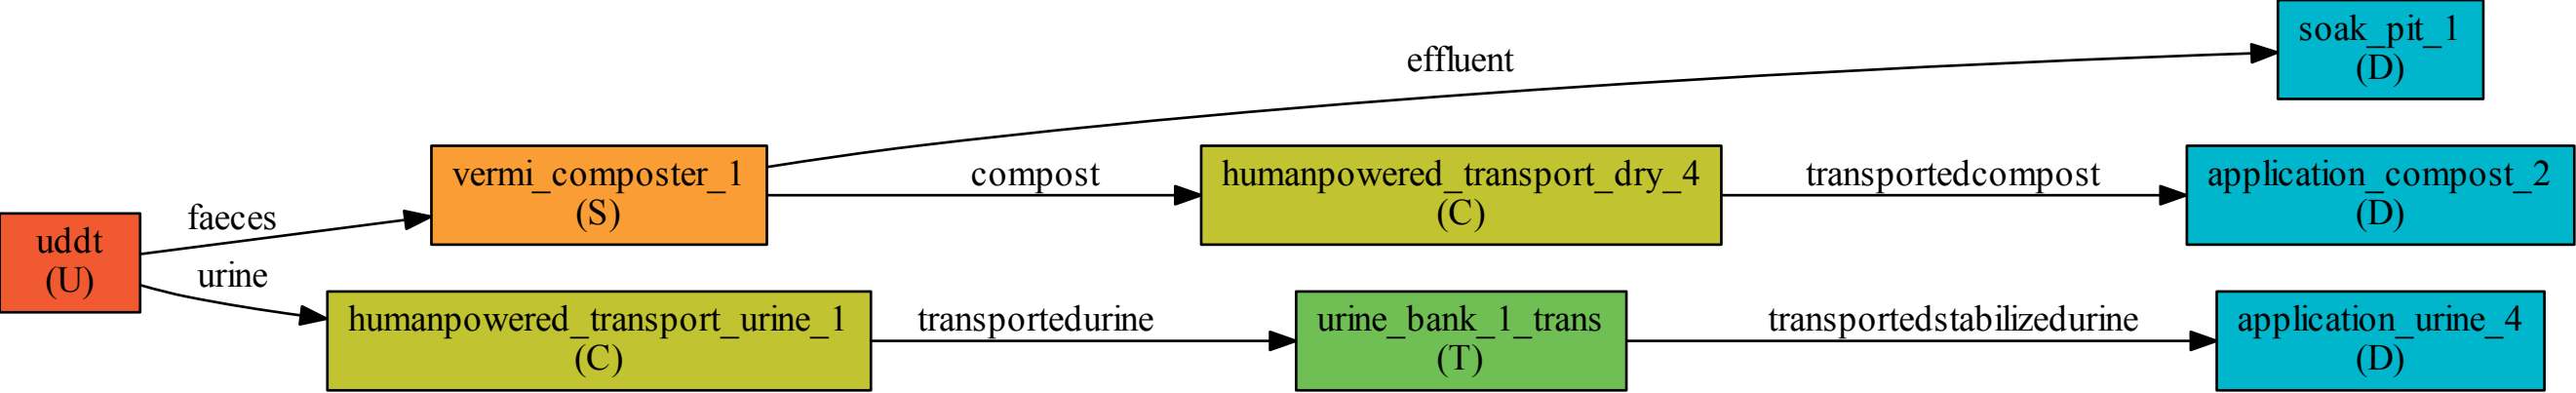 soak_pit_1
(D)
effluent
vermi_composter_1
(S)
compost
humanpowered_transport_dry_4
(C)
transportedcompost
application_compost_2
(D)
faeces
uddt
(U)
urine
humanpowered_transport_urine_1
(C)
transportedurine
urine_bank_1_trans
(T)
transportedstabilizedurine
application_urine_4
(D)